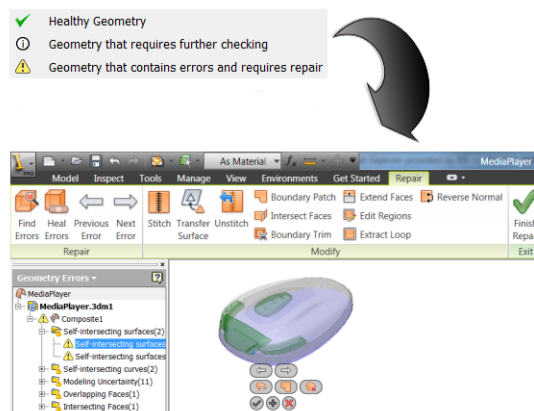 Healthy Geometry
Geometry that requires further checking
Geometry that contains errors and requires repair
PRO
As Material
MediaPlayer
Model Inspect Tools Manage View Environments Get Started Repair
Find Errors
Heal Errors
Previous Error
Next Error
Stitch
Transfer Surface
Unstitch
Boundary Patch
Intersect Faces
Boundary Trim
Extend Faces
Edit Regions
Extract Loop
Reverse Normal
Finish Repa
Repair
Modify
Exit
Geometry Errors
MediaPlayer
MediaPlayer.3dm1
Composite1
Self-intersecting surfaces(2)
Self-intersecting surfaces
Self-intersecting surfaces
Self-intersecting curves(2)
Modeling Uncertainty(11)
Overlapping Faces(1)
Intersecting Faces(1)